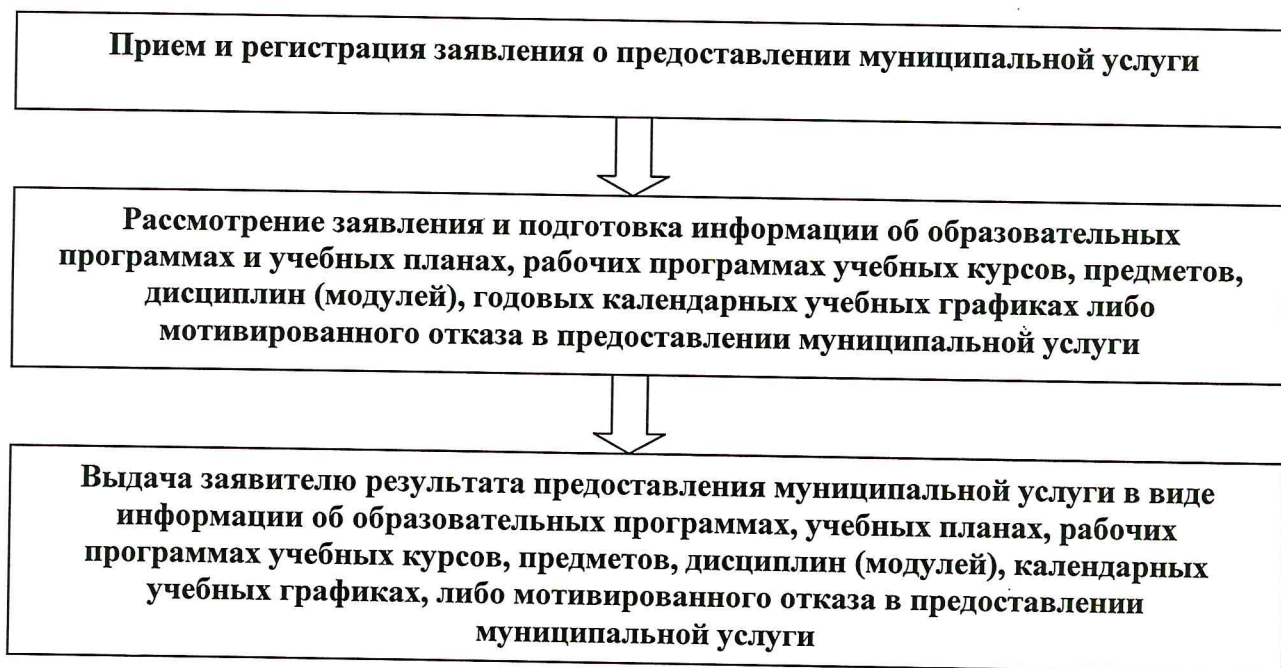 Прием и регистрация заявления о предоставлении муниципальной услуги
Рассмотрение заявления и подготовка информации об образовательных
программах и учебных планах, рабочих программах учебных курсов, предметов,
дисциплин (модулей), годовых календарных учебных графиках либо
мотивированного отказа в предоставлении муниципальной услуги
Выдача заявителю результата предоставления муниципальной услуги в виде
информации об образовательных программах, учебных планах, рабочих
программах учебных курсов, предметов, дисциплин (модулей), календарных
учебных графиках, либо мотивированного отказа в предоставлении
муниципальной услуги